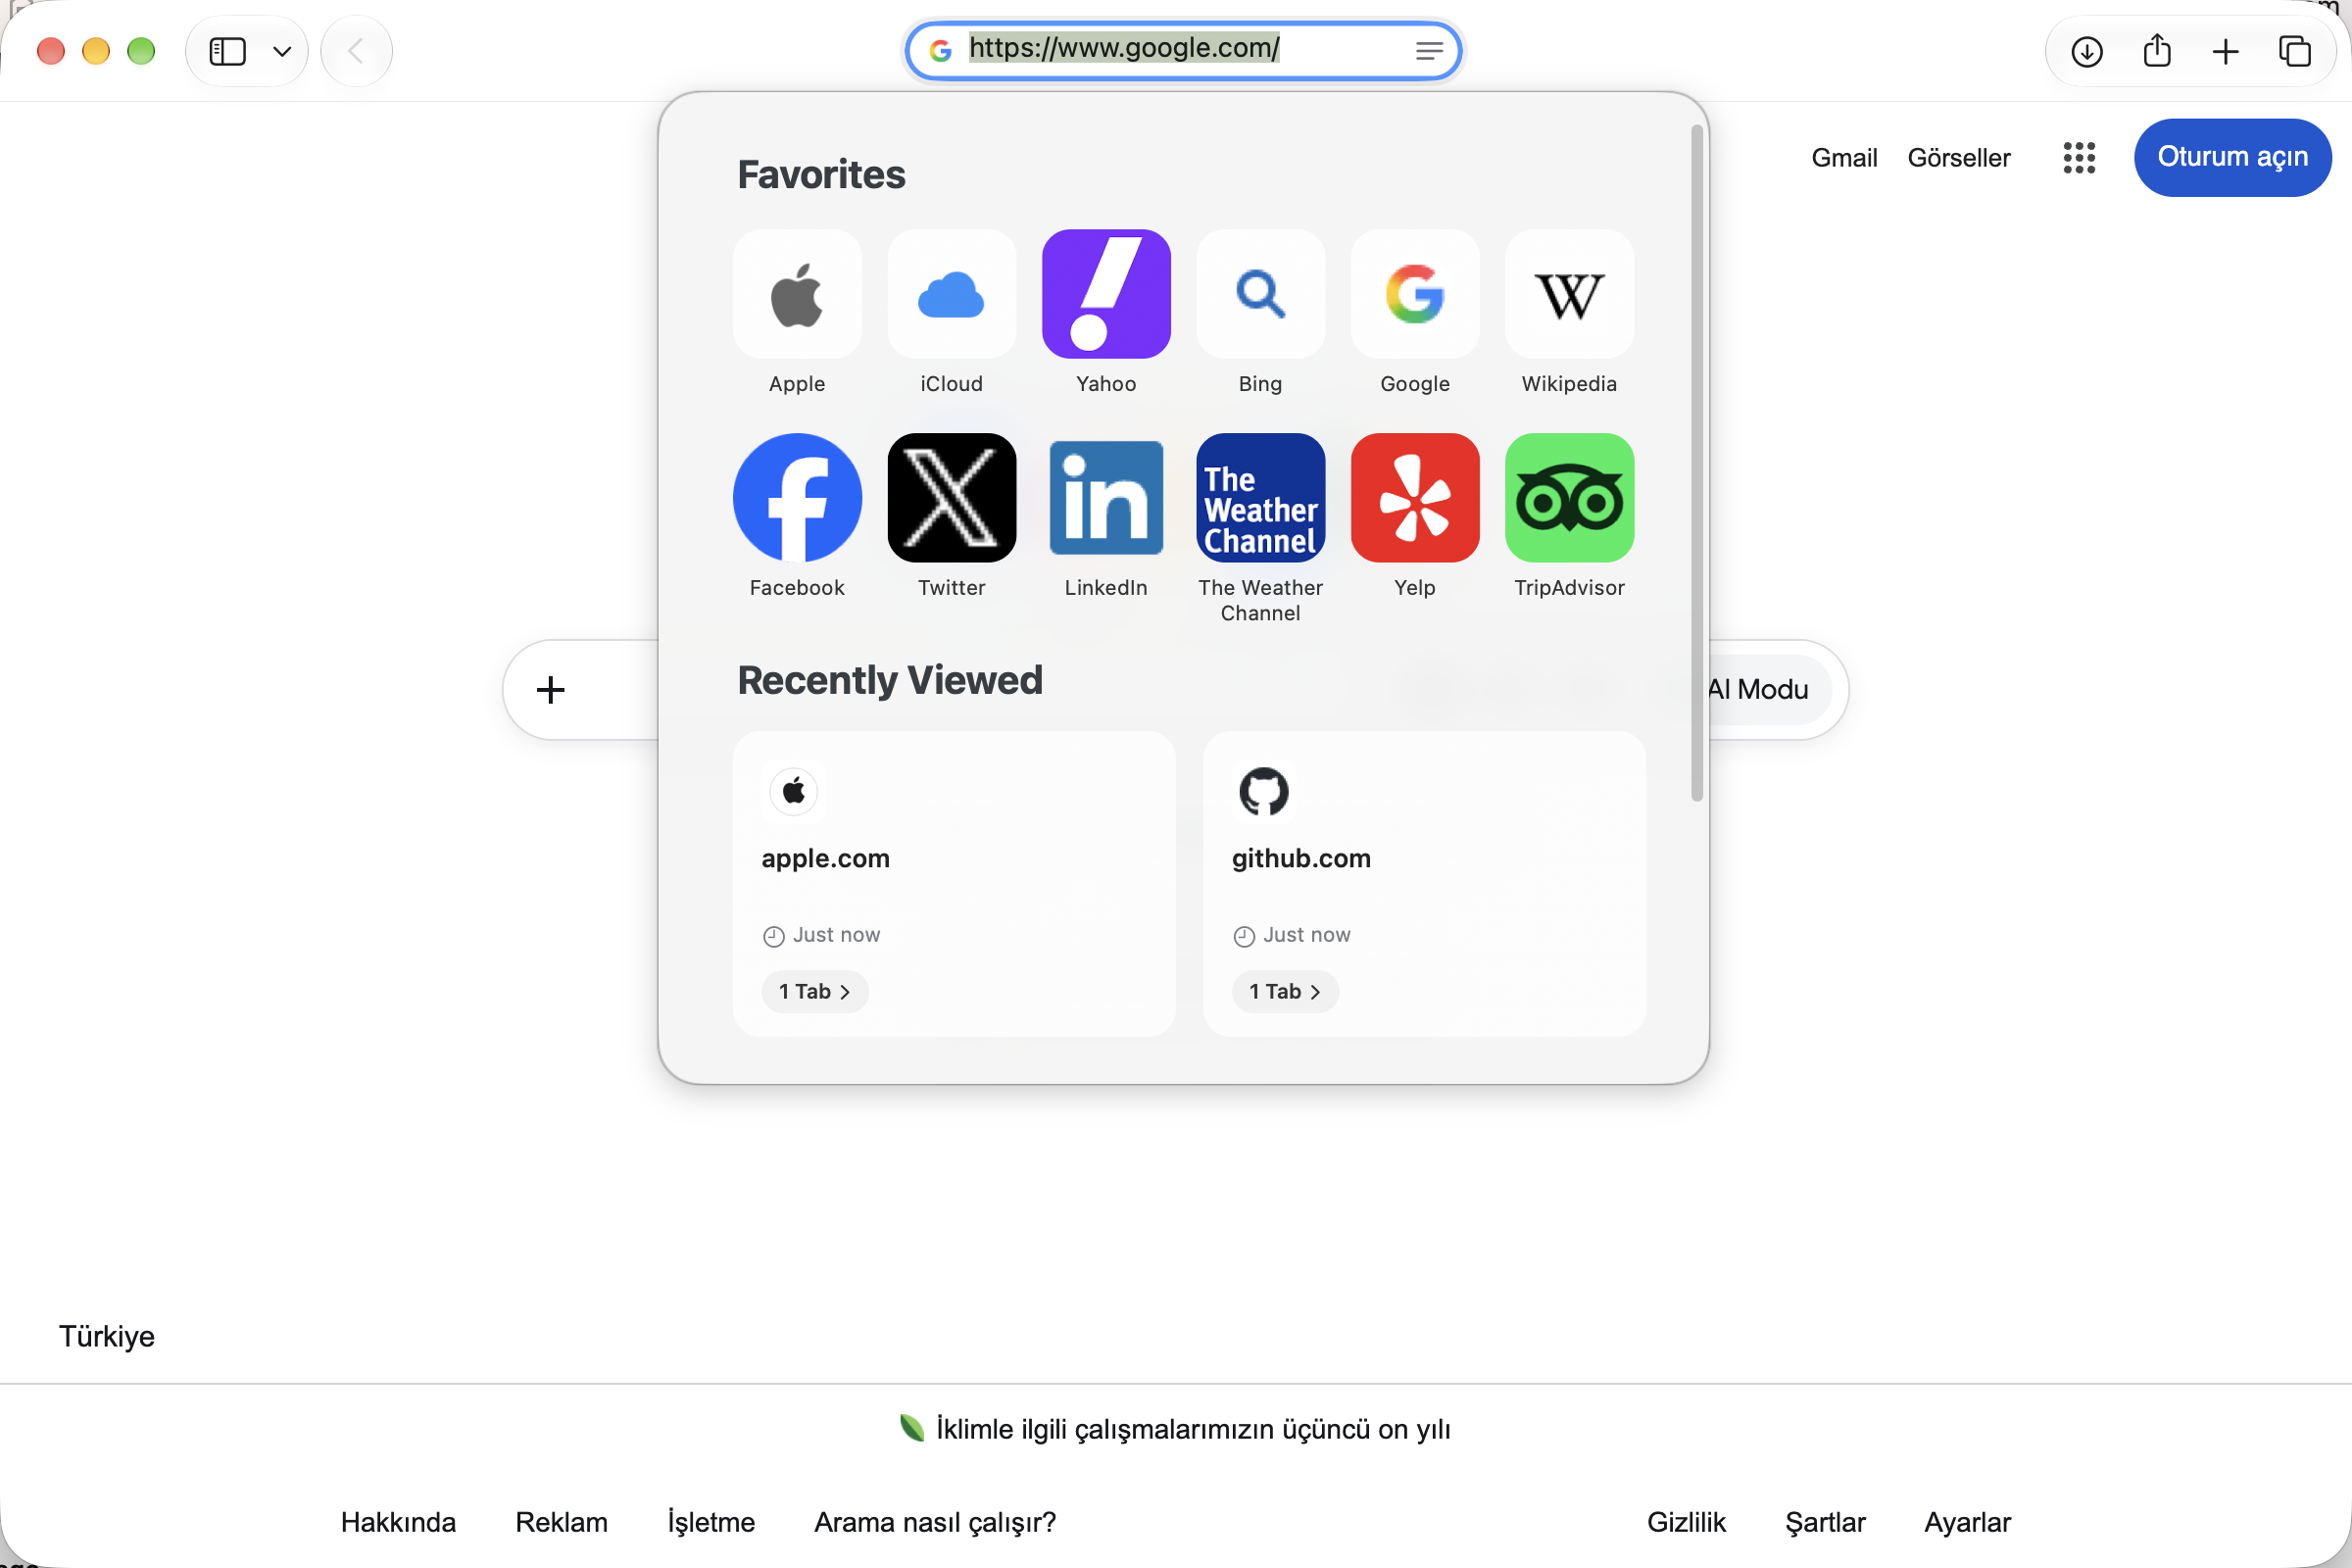 https://www.google.com/
Gmail Görseller Oturum açın
Favorites
Apple iCloud Yahoo Bing Google Wikipedia
The
Weather
Channel
Facebook Twitter LinkedIn The Weather Channel Yelp TripAdvisor
Recently Viewed
AI Modu
apple.com github.com
Just now Just now
1 Tab 1 Tab
Türkiye
İklimle ilgili çalışmalarımızın üçüncü on yılı
Hakkında Reklam İşletme Arama nasıl çalışır? Gizlilik Şartlar Ayarlar